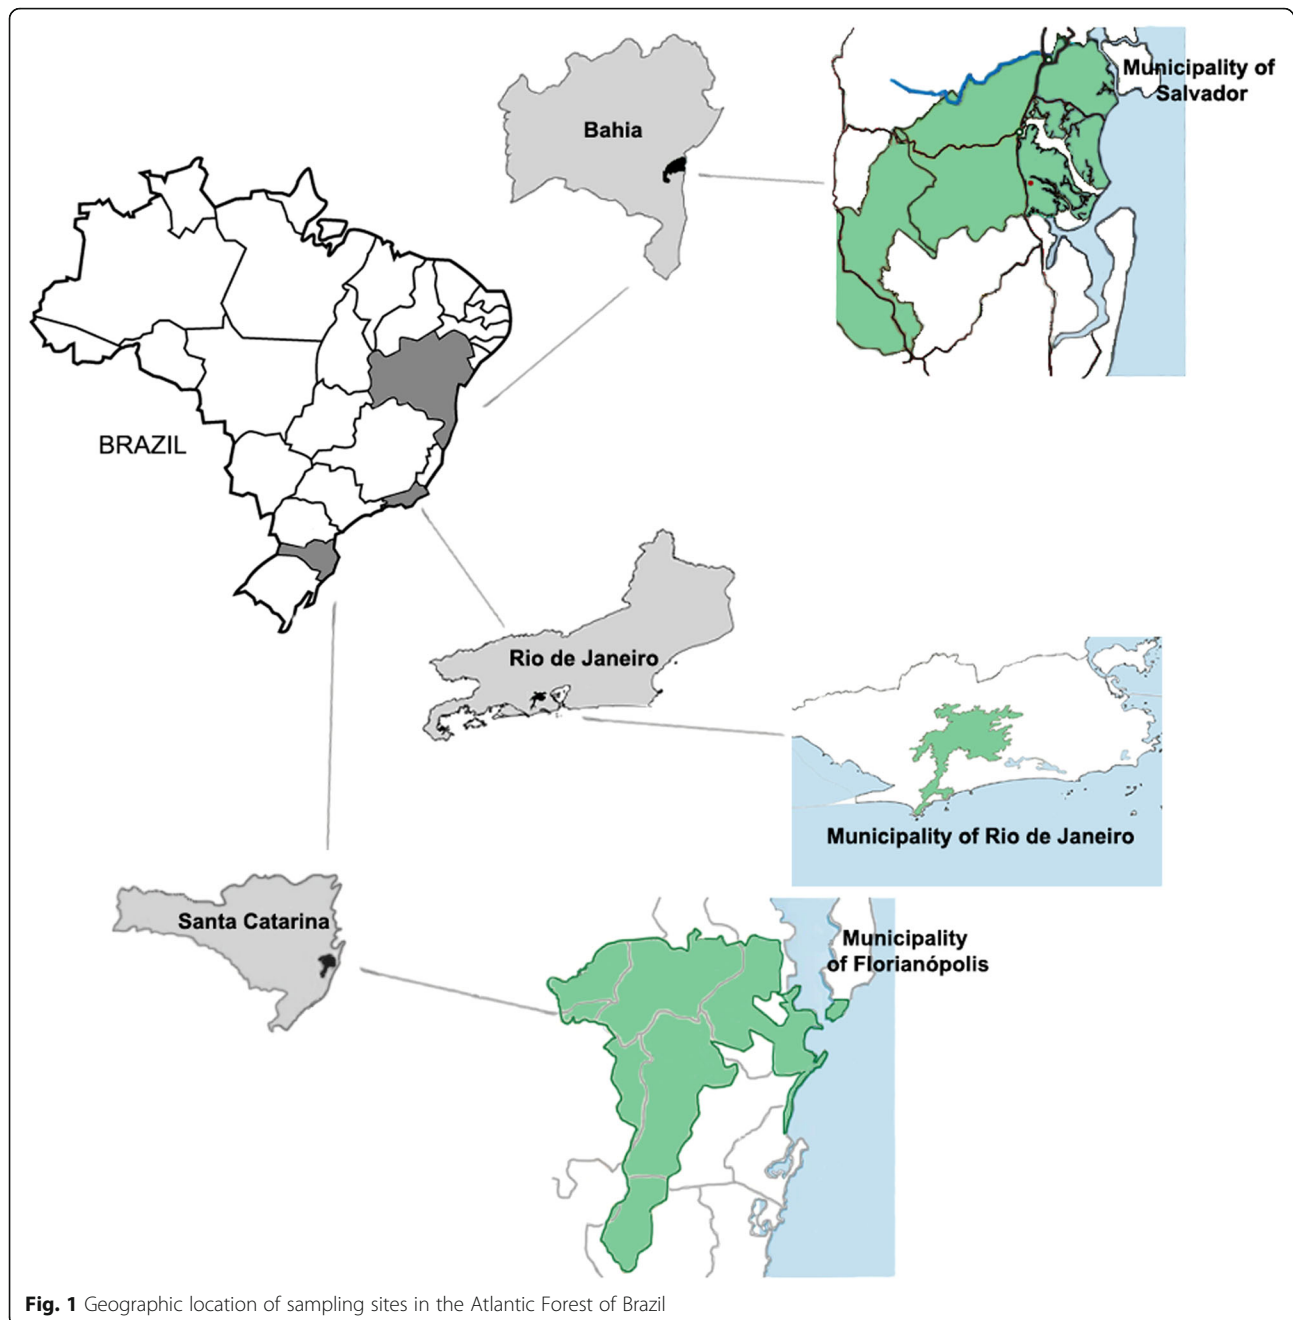 Bahia
Municipality of
Salvador
BRAZIL
Rio de Janeiro
Municipality of Rio de Janeiro
Santa Catarina
Municipality
of Florianópolis
Fig. 1 Geographic location of sampling sites in the Atlantic Forest of Brazil